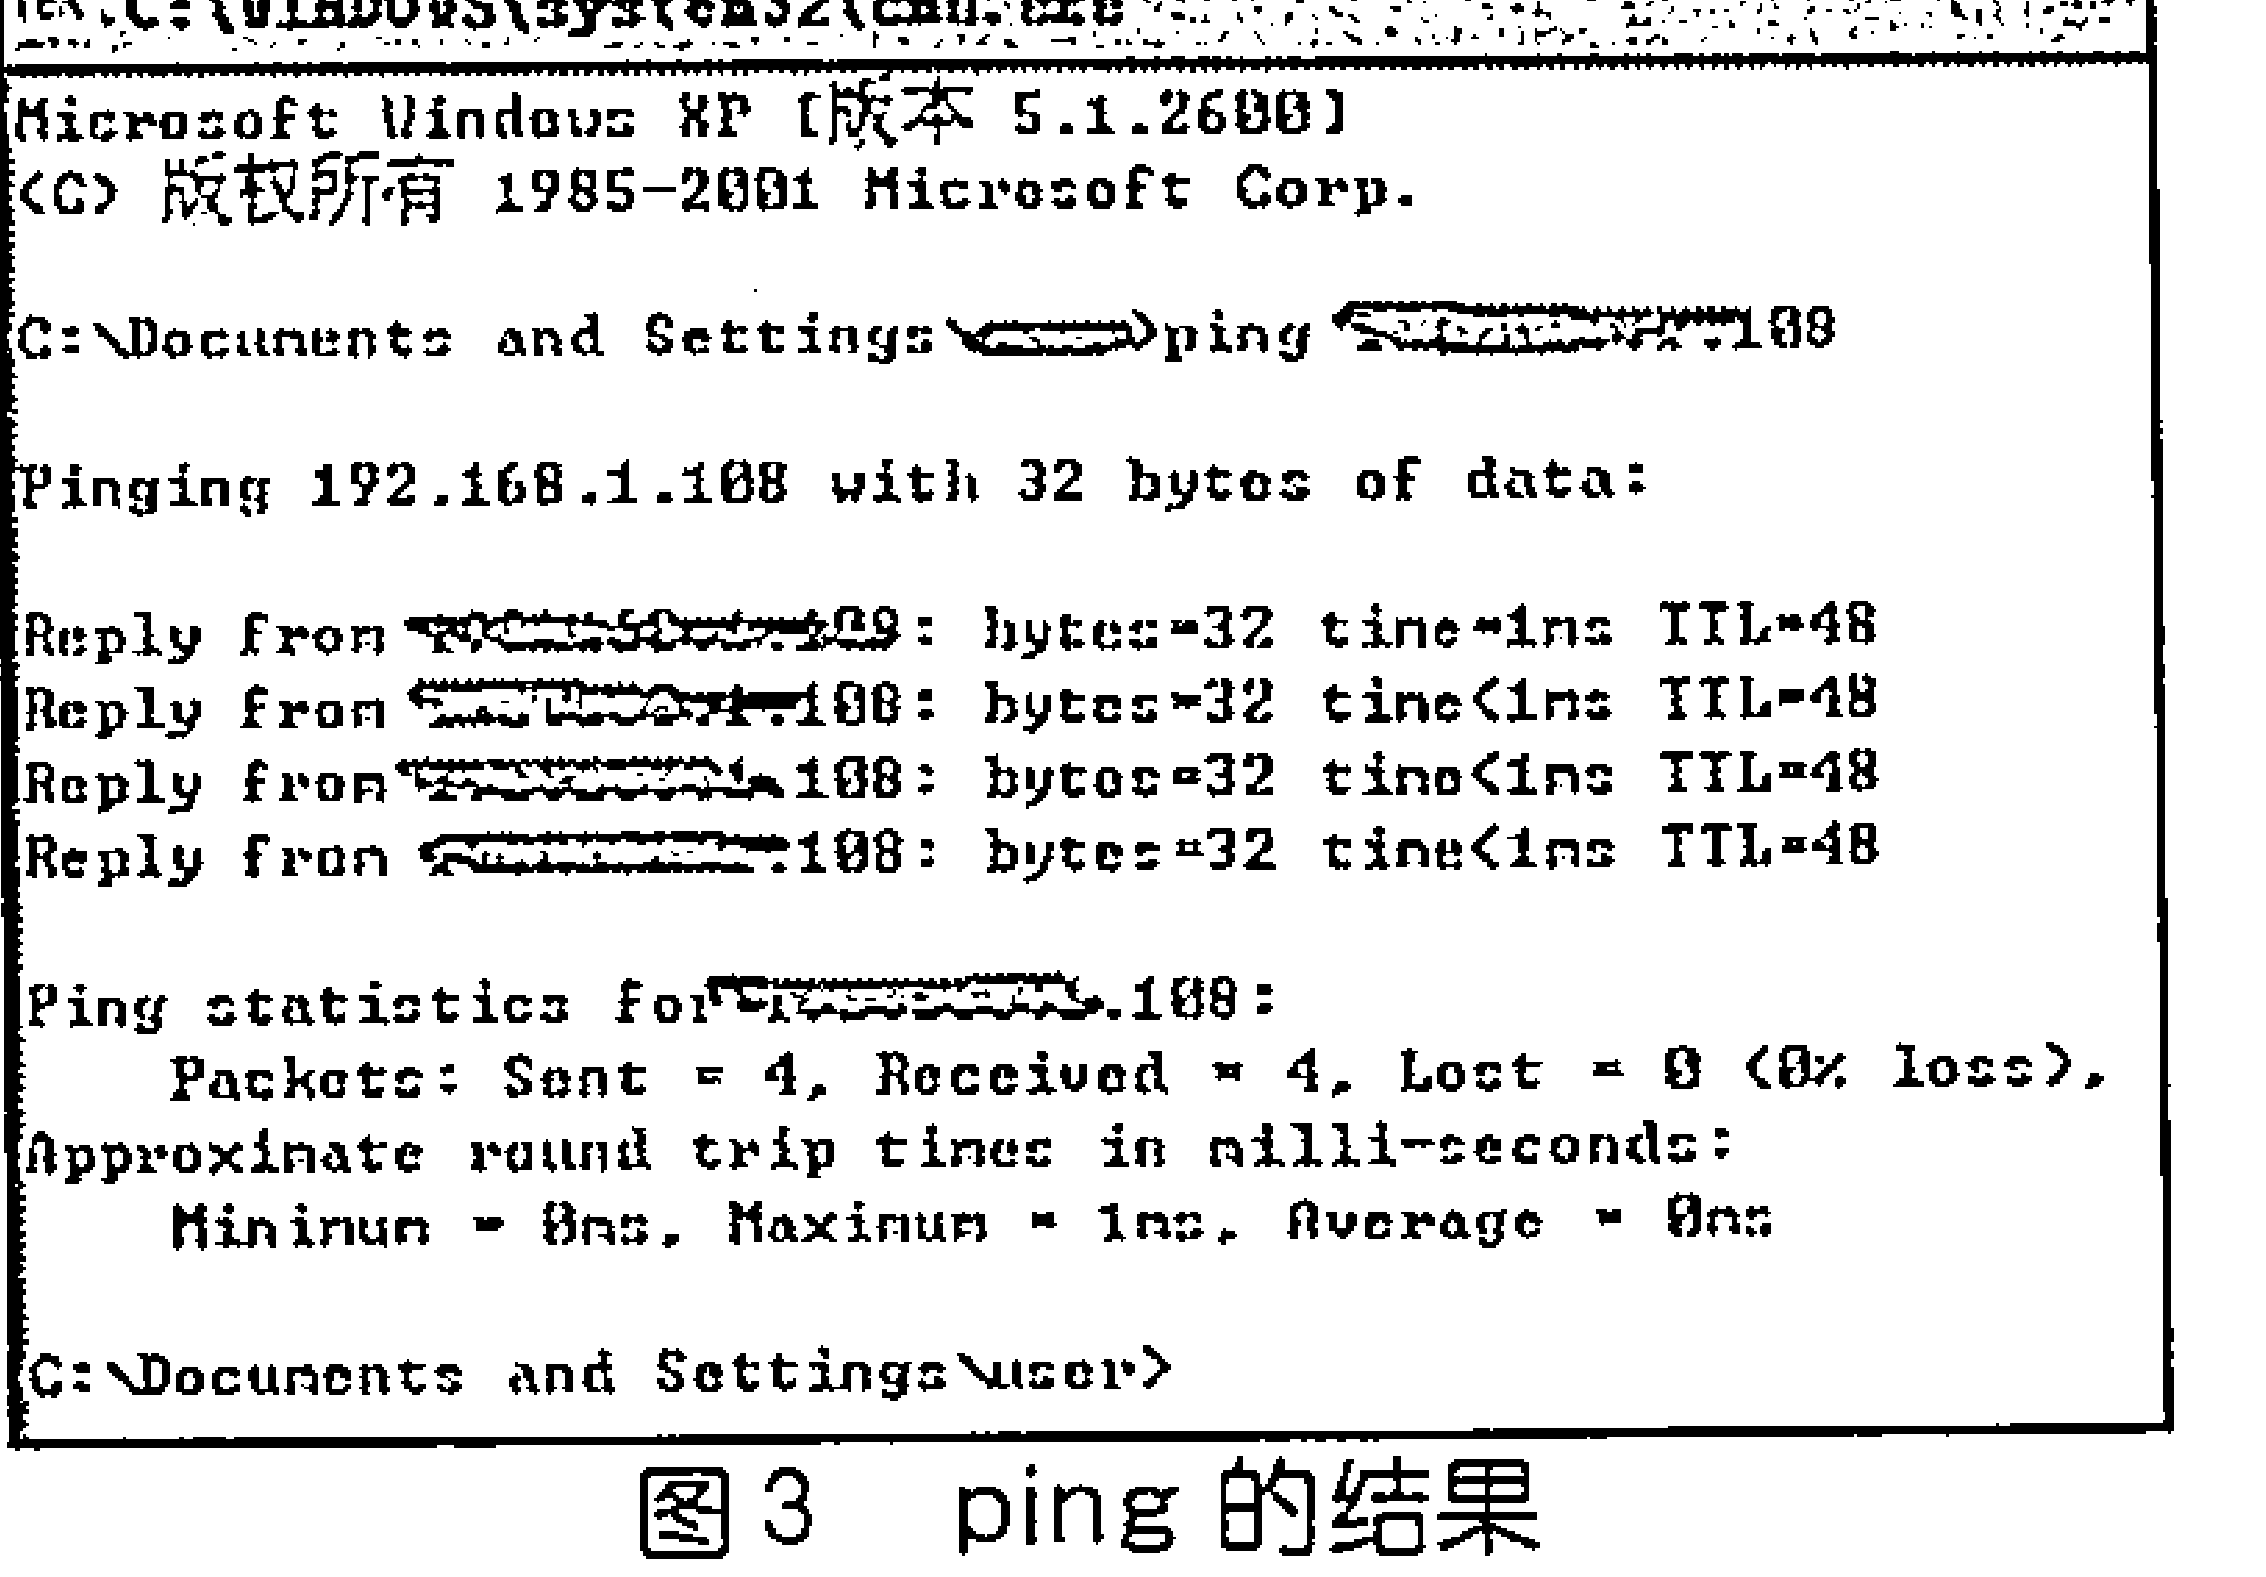 C:\WINDOWS\system32\cmd.exe
Microsoft Windows XP [版本 5.1.2600]
(C) 版权所有 1985-2001 Microsoft Corp.
C:\Documents and Settings\ >ping .108
Pinging 192.168.1.108 with 32 bytes of data:
Reply from : bytes=32 time=1ms TTL=48
Reply from .108: bytes=32 time<1ms TTL=48
Reply from .108: bytes=32 time<1ms TTL=48
Reply from .108: bytes=32 time<1ms TTL=48
Ping statistics for .108:
Packets: Sent = 4, Received = 4, Lost = 0 (0% loss),
Approximate round trip times in milli-seconds:
Minimum = 0ms, Maximum = 1ms, Average = 0ms
C:\Documents and Settings\user>
图 3 ping 的结果